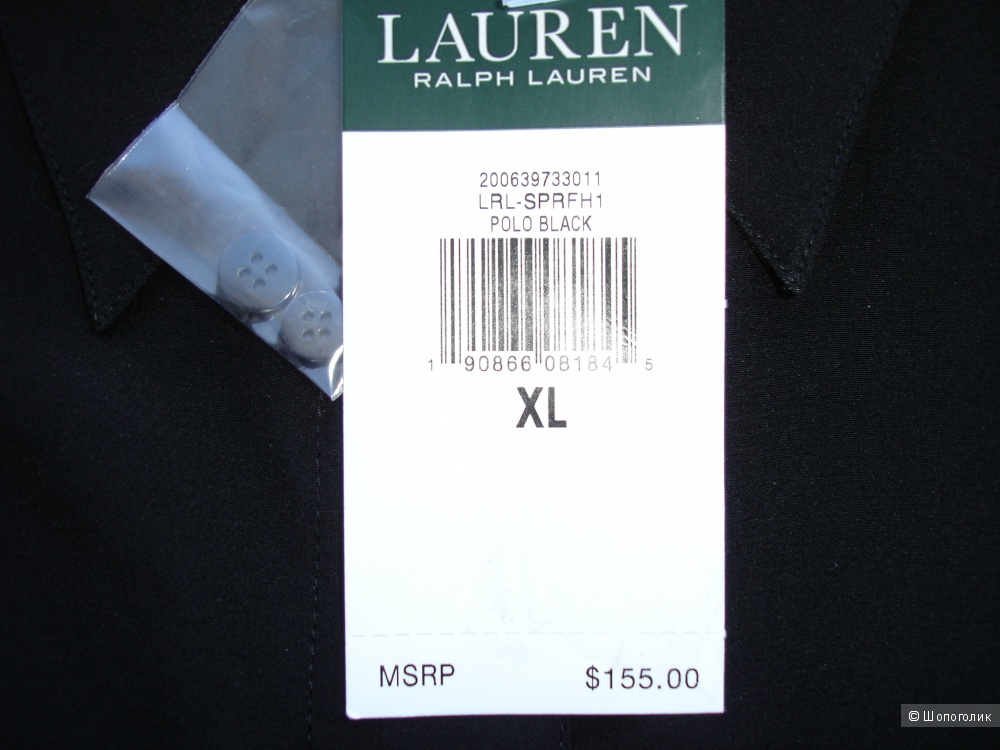 LAUREN
RALPH LAUREN
200639733011
LRL-SPRFH1
POLO BLACK
1 90866 08184 5
XL
MSRP $155.00
© Шопоголик